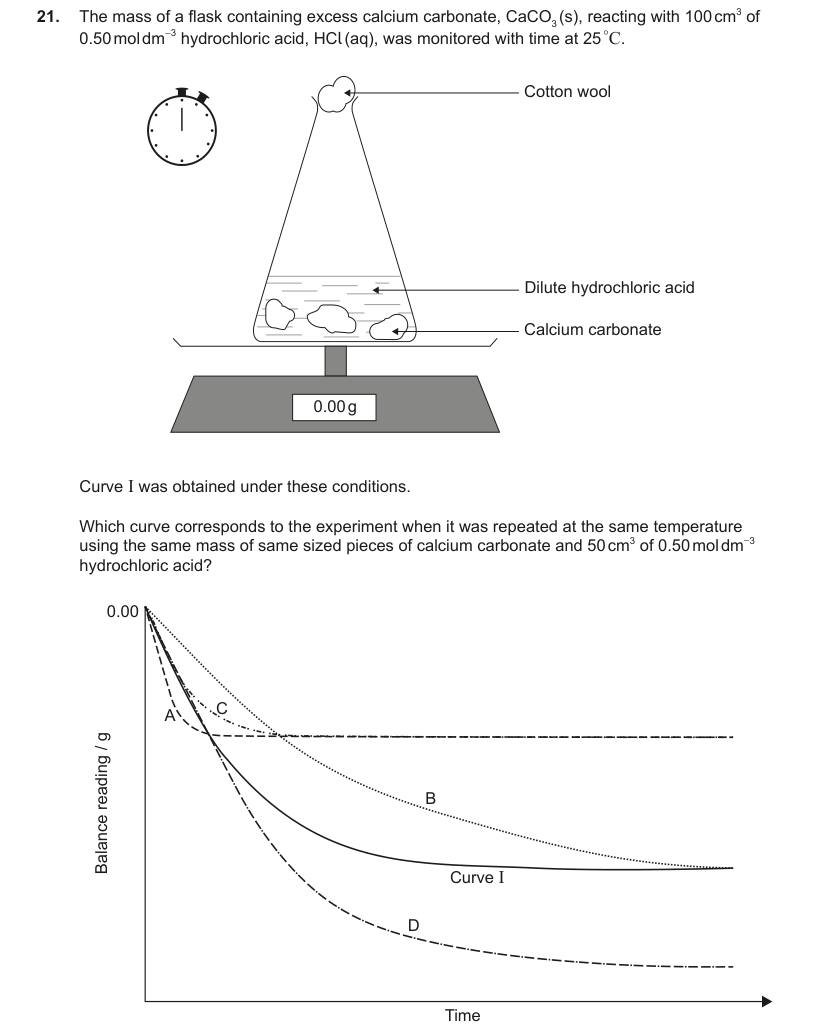 21. The mass of a flask containing excess calcium carbonate, CaCO₃(s), reacting with 100 cm³ of
0.50 mol dm⁻³ hydrochloric acid, HCl (aq), was monitored with time at 25 °C.
Cotton wool
Dilute hydrochloric acid
Calcium carbonate
0.00 g
Curve I was obtained under these conditions.
Which curve corresponds to the experiment when it was repeated at the same temperature
using the same mass of same sized pieces of calcium carbonate and 50 cm³ of 0.50 mol dm⁻³
hydrochloric acid?
0.00
A
C
B
Curve I
D
Balance reading / g
Time